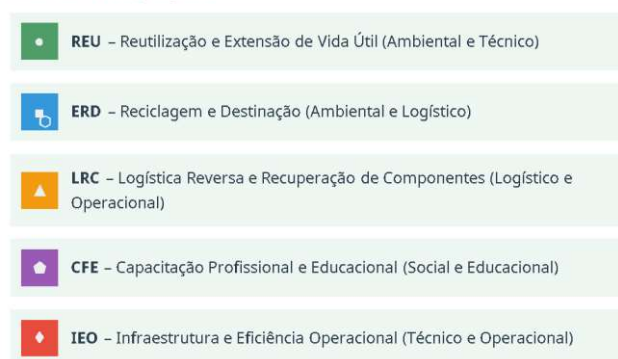 REU – Reutilização e Extensão de Vida Útil (Ambiental e Técnico)
ERD – Reciclagem e Destinação (Ambiental e Logístico)
LRC – Logística Reversa e Recuperação de Componentes (Logístico e
Operacional)
CFE – Capacitação Profissional e Educacional (Social e Educacional)
IEO – Infraestrutura e Eficiência Operacional (Técnico e Operacional)